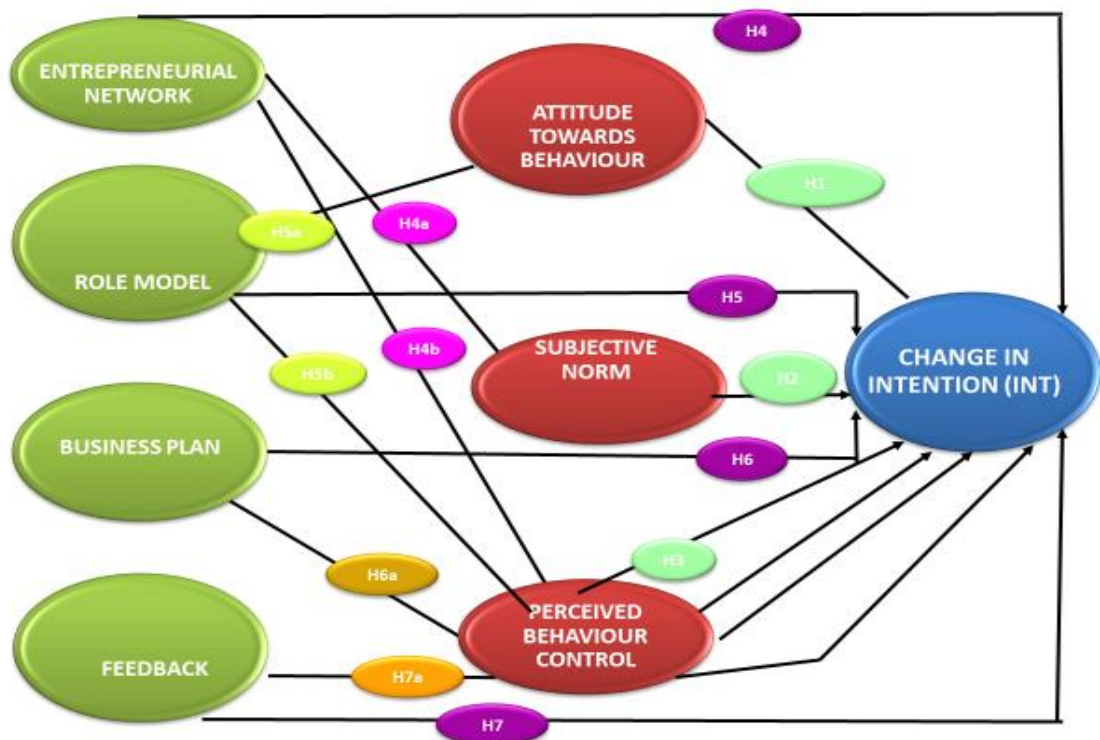 H4
ENTREPRENEURIAL
NETWORK
ATTITUDE
TOWARDS
BEHAVIOUR
H1
H5a
H4a
ROLE MODEL
H5
H4b
H5b
SUBJECTIVE
NORM
H2
CHANGE IN
INTENTION (INT)
BUSINESS PLAN
H6
H3
H6a
PERCEIVED
BEHAVIOUR
CONTROL
FEEDBACK
H7a
H7